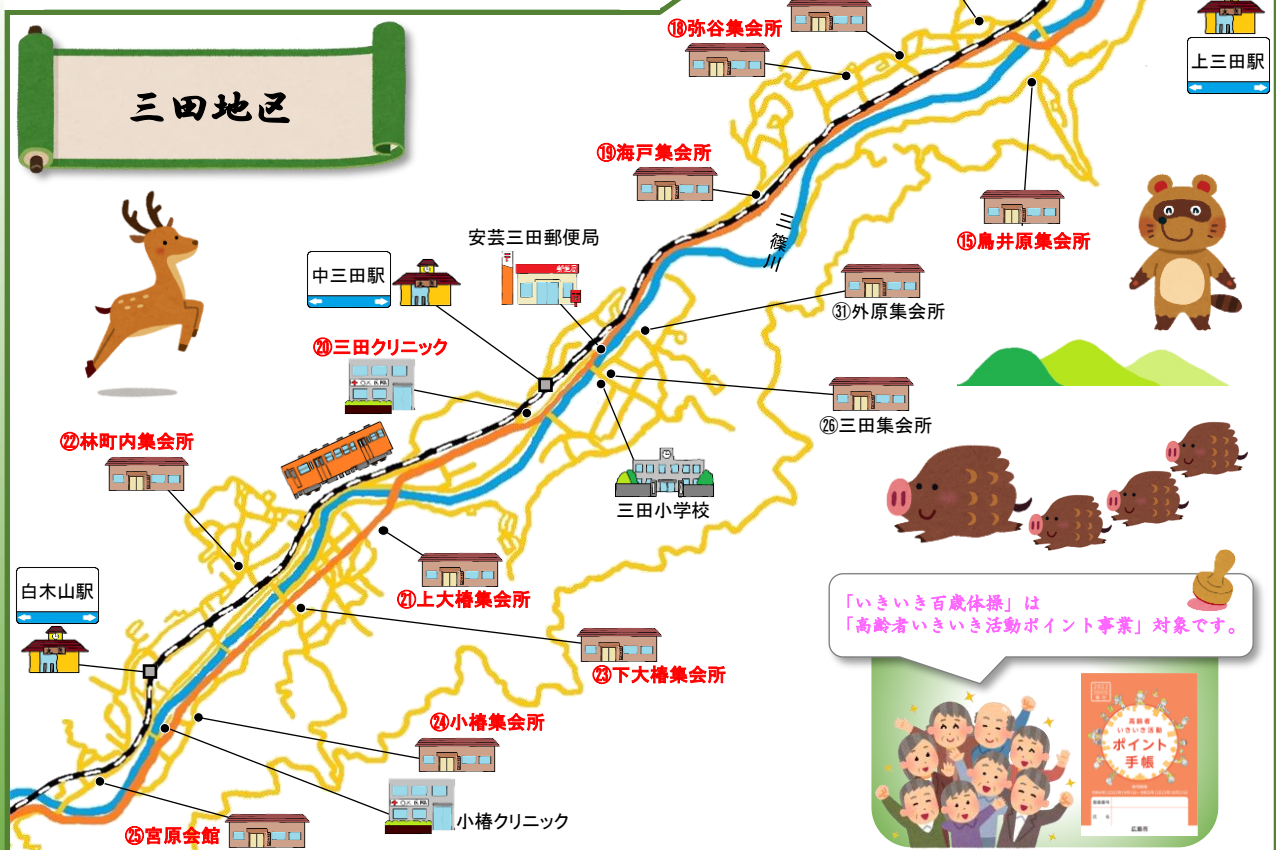 三田地区
⑱弥谷集会所
上三田駅
⑲海戸集会所
⑮鳥井原集会所
三篠川
安芸三田郵便局
中三田駅
㉛外原集会所
⑳三田クリニック
㉖三田集会所
㉒林町内集会所
三田小学校
白木山駅
㉑上大椿集会所
㉓下大椿集会所
㉔小椿集会所
小椿クリニック
㉕宮原会館
「いきいき百歳体操」は
「高齢者いきいき活動ポイント事業」対象です。
高齢者
いきいき活動
ポイント
手帳
広島市